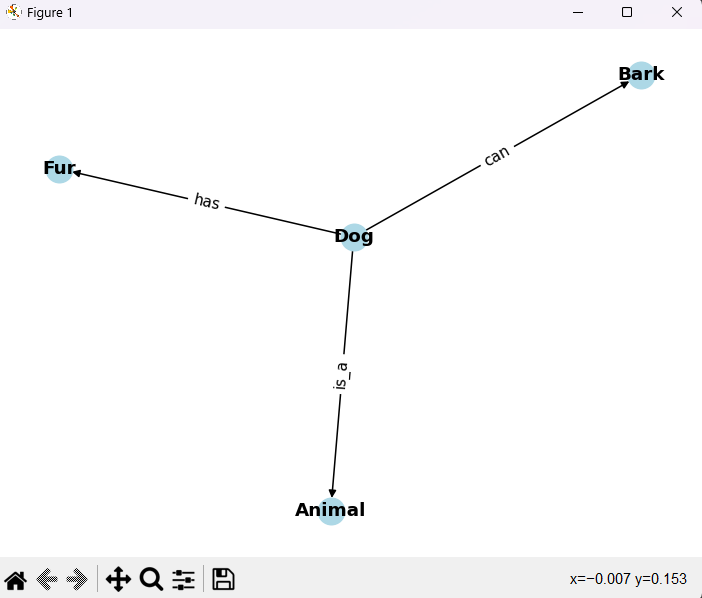 Figure 1
Bark
can
Fur
has
Dog
is_a
Animal
x=−0.007 y=0.153